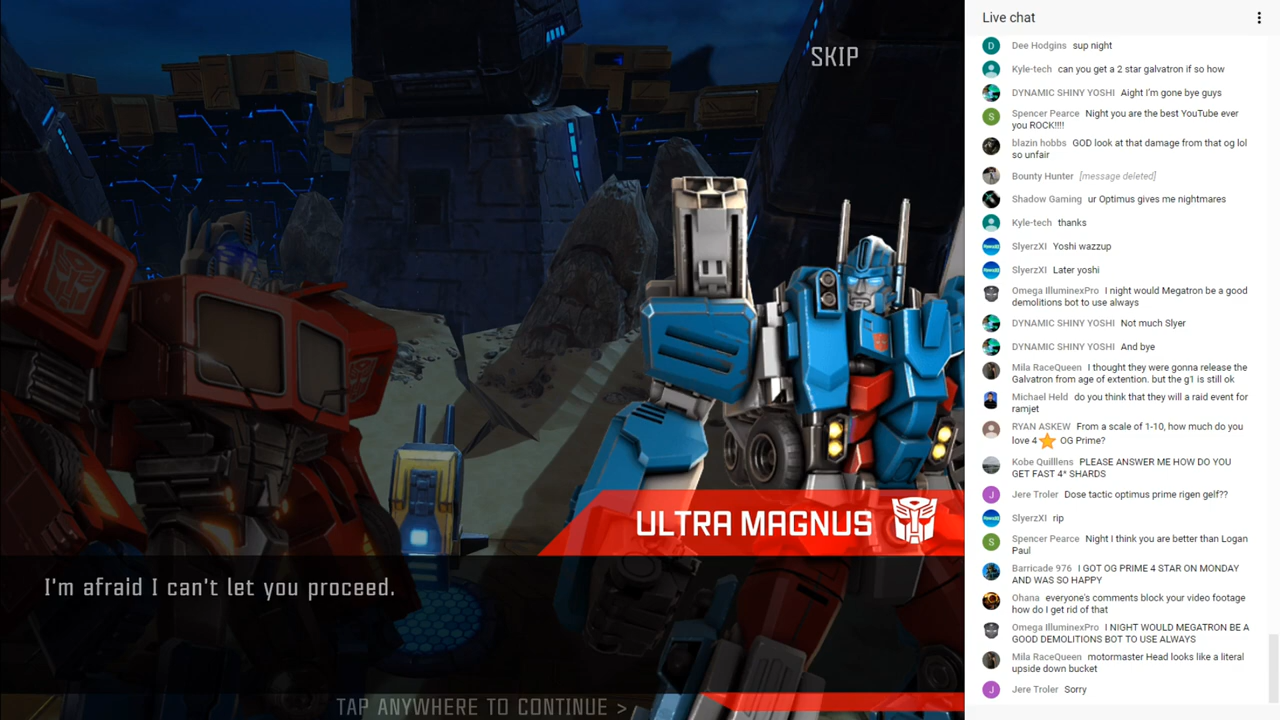 SKIP
ULTRA MAGNUS
I'm afraid I can't let you proceed.
TAP ANYWHERE TO CONTINUE >
Live chat
D Dee Hodgins sup night
Kyle-tech can you get a 2 star galvatron if so how
DYNAMIC SHINY YOSHI Aight I'm gone bye guys
S Spencer Pearce Night you are the best YouTube ever
you ROCK!!!!
blazin hobbs GOD look at that damage from that og lol
so unfair
Bounty Hunter [message deleted]
Shadow Gaming ur Optimus gives me nightmares
Kyle-tech thanks
SlyerzXI Yoshi wazzup
SlyerzXI Later yoshi
Omega IlluminexPro I night would Megatron be a good
demolitions bot to use always
DYNAMIC SHINY YOSHI Not much Slyer
DYNAMIC SHINY YOSHI And bye
Mila RaceQueen I thought they were gonna release the
Galvatron from age of extention. but the g1 is still ok
Michael Held do you think that they will a raid event for
ramjet
RYAN ASKEW From a scale of 1-10, how much do you
love 4 OG Prime?
Kobe Quilllens PLEASE ANSWER ME HOW DO YOU
GET FAST 4* SHARDS
J Jere Troler Dose tactic optimus prime rigen gelf??
SlyerzXI rip
S Spencer Pearce Night I think you are better than Logan
Paul
Barricade 976 I GOT OG PRIME 4 STAR ON MONDAY
AND WAS SO HAPPY
Ohana everyone's comments block your video footage
how do I get rid of that
Omega IlluminexPro I NIGHT WOULD MEGATRON BE A
GOOD DEMOLITIONS BOT TO USE ALWAYS
Mila RaceQueen motormaster Head looks like a literal
upside down bucket
J Jere Troler Sorry